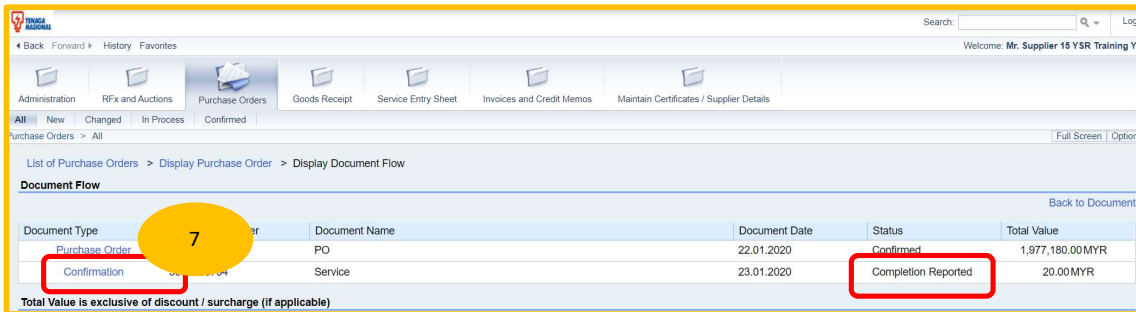 TENAGA
NASIONAL
Search:
Back Forward History Favorites
Welcome: Mr. Supplier 15 YSR Training Y
Administration RFx and Auctions Purchase Orders Goods Receipt Service Entry Sheet Invoices and Credit Memos Maintain Certificates / Supplier Details
All New Changed In Process Confirmed
Purchase Orders > All
Full Screen Option
List of Purchase Orders > Display Purchase Order > Display Document Flow
Document Flow
Back to Document
Document Type 7 Document Name Document Date Status Total Value
Purchase Order PO 22.01.2020 Confirmed 1,977,180.00 MYR
Confirmation Service 23.01.2020 Completion Reported 20.00 MYR
Total Value is exclusive of discount / surcharge (if applicable)